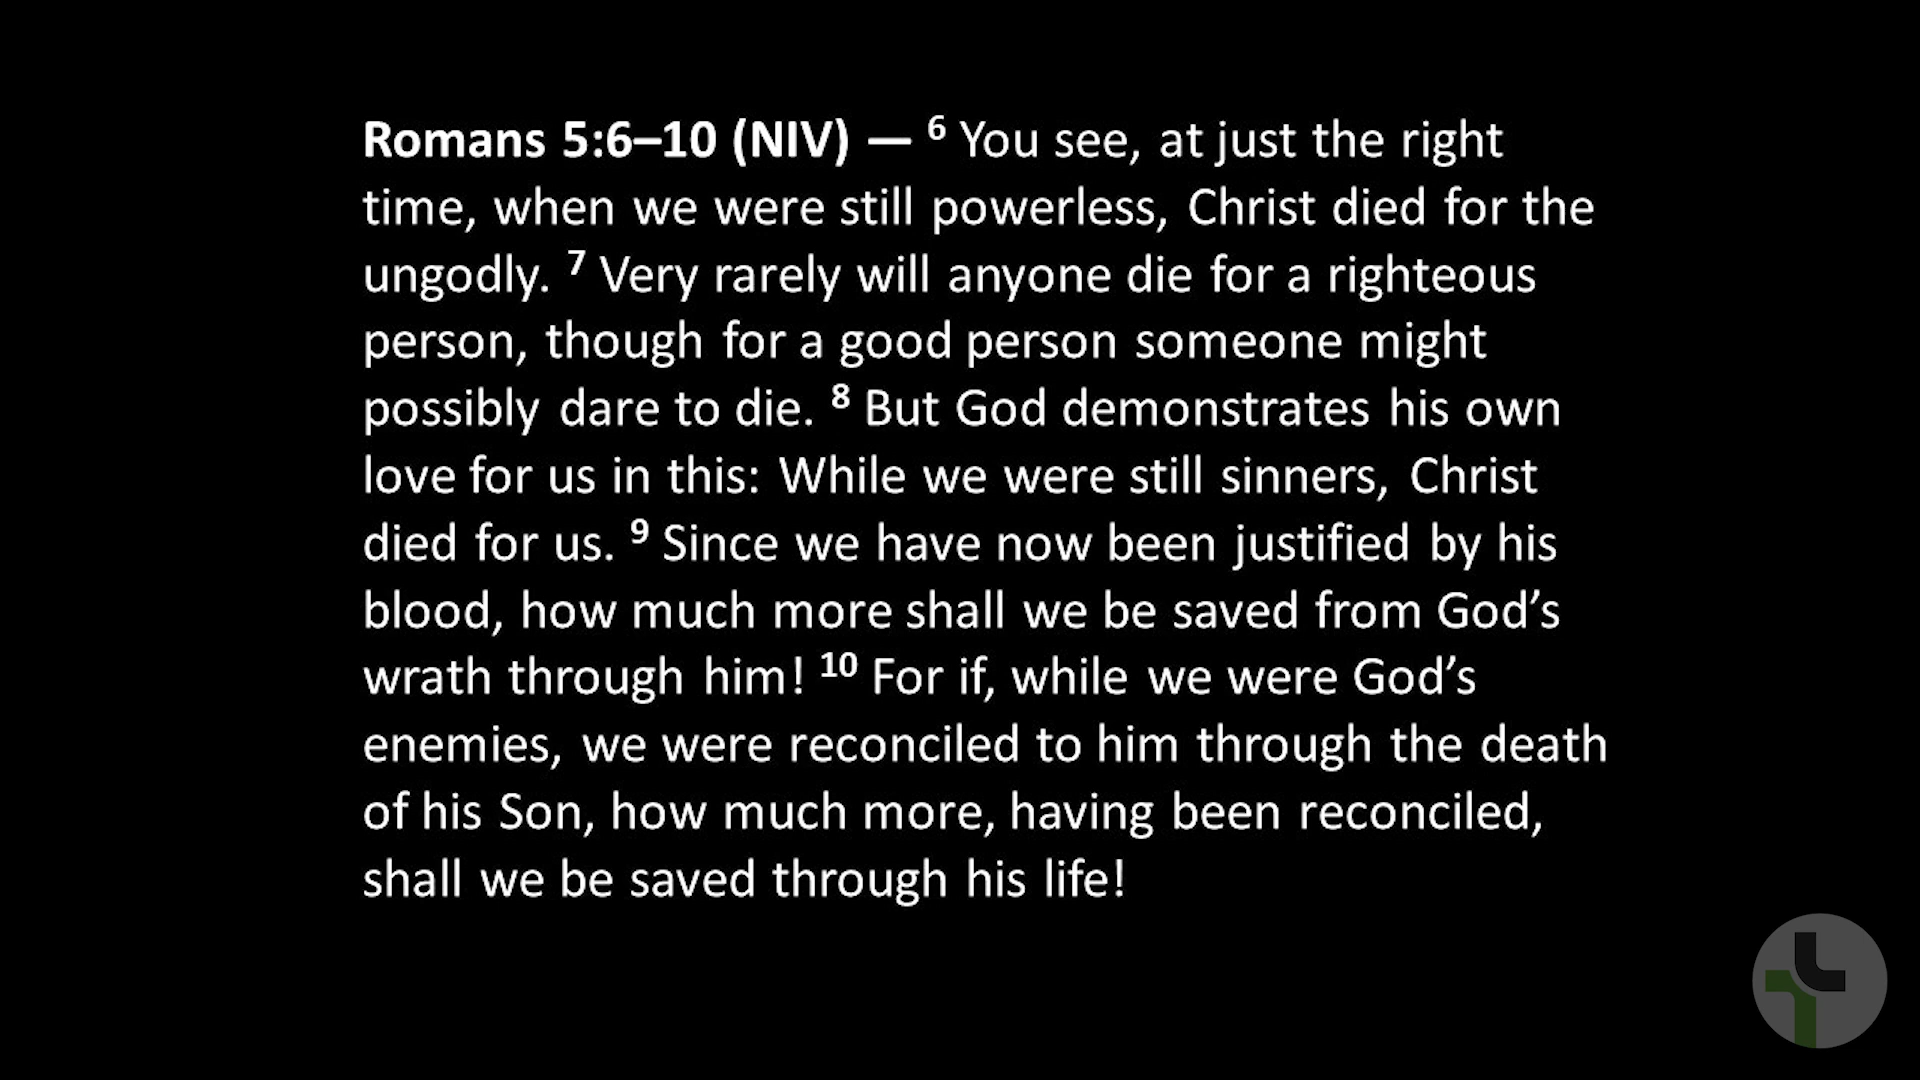 Romans 5:6–10 (NIV) — ⁶ You see, at just the right
time, when we were still powerless, Christ died for the
ungodly. ⁷ Very rarely will anyone die for a righteous
person, though for a good person someone might
possibly dare to die. ⁸ But God demonstrates his own
love for us in this: While we were still sinners, Christ
died for us. ⁹ Since we have now been justified by his
blood, how much more shall we be saved from God’s
wrath through him! ¹⁰ For if, while we were God’s
enemies, we were reconciled to him through the death
of his Son, how much more, having been reconciled,
shall we be saved through his life!